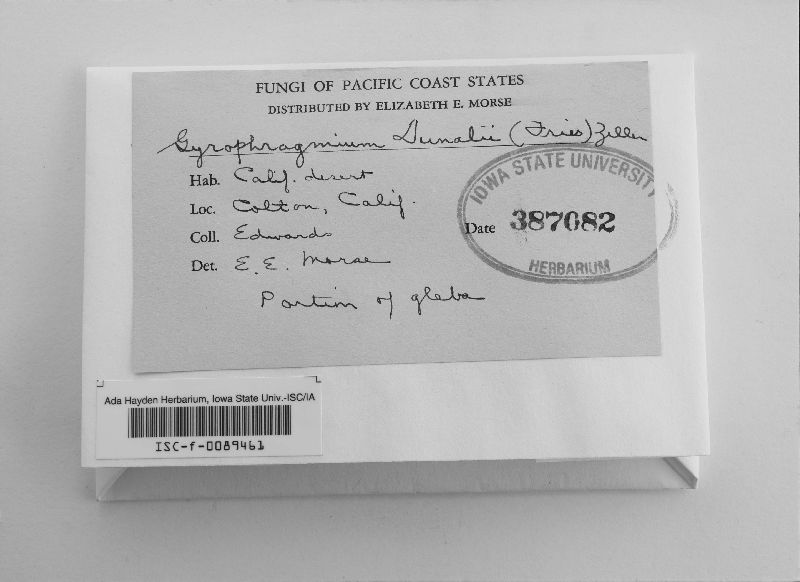 FUNGI OF PACIFIC COAST STATES
DISTRIBUTED BY ELIZABETH E. MORSE
Gyrophragmium Dunalii (Fries) Zeller
Hab. Calif. desert
Loc. Colton, Calif.
Coll. Edwards
Det. E. E. Morse
Portion of gleba
IOWA STATE UNIVERSITY
Date 387082
HERBARIUM
Ada Hayden Herbarium, Iowa State Univ.-ISC/IA
ISC-f-0089461